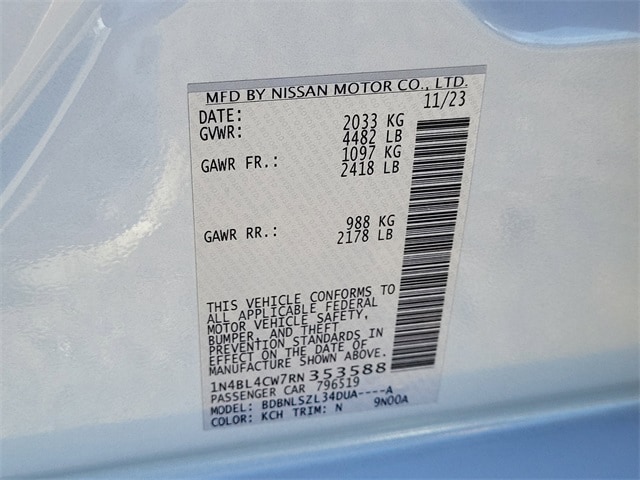 MFD BY NISSAN MOTOR CO., LTD.
DATE: 11/23
GVWR: 2033 KG
4482 LB
GAWR FR.: 1097 KG
2418 LB
GAWR RR.: 988 KG
2178 LB
THIS VEHICLE CONFORMS TO
ALL APPLICABLE FEDERAL
MOTOR VEHICLE SAFETY,
BUMPER, AND THEFT
PREVENTION STANDARDS IN
EFFECT ON THE DATE OF
MANUFACTURE SHOWN ABOVE.
1N4BL4CW7RN353588
PASSENGER CAR 796519
MODEL: BDBNLSZL34DUA----A
COLOR: KCH TRIM: N 9N00A